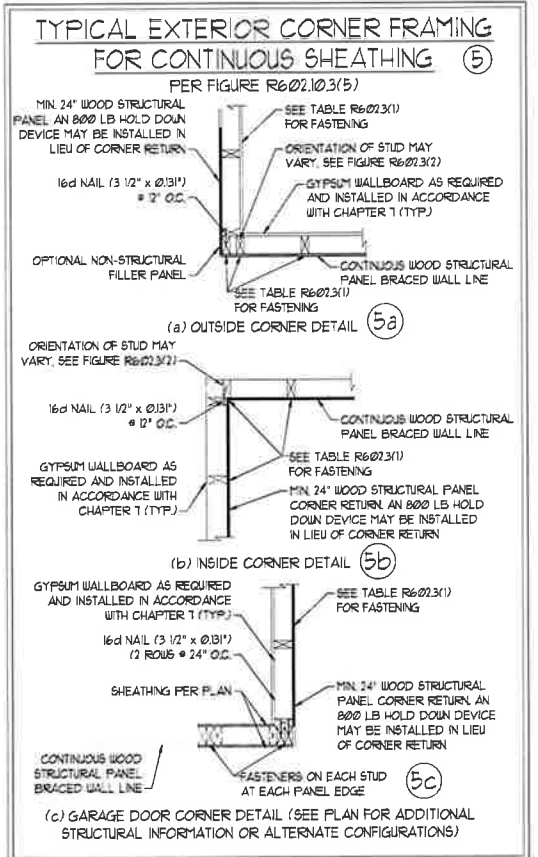 TYPICAL EXTERIOR CORNER FRAMING
FOR CONTINUOUS SHEATHING 5
PER FIGURE R602.10.3(5)
MIN. 24" WOOD STRUCTURAL
PANEL AN 800 LB HOLD DOWN
DEVICE MAY BE INSTALLED IN
LIEU OF CORNER RETURN
SEE TABLE R602.3(1)
FOR FASTENING
ORIENTATION OF STUD MAY
VARY, SEE FIGURE R602.3(2)
16d NAIL (3 1/2" x Ø.131")
@ 12" O.C.
GYPSUM WALLBOARD AS REQUIRED
AND INSTALLED IN ACCORDANCE
WITH CHAPTER 7 (TYP.)
OPTIONAL NON-STRUCTURAL
FILLER PANEL
CONTINUOUS WOOD STRUCTURAL
PANEL BRACED WALL LINE
SEE TABLE R602.3(1)
FOR FASTENING
(a) OUTSIDE CORNER DETAIL 5a
ORIENTATION OF STUD MAY
VARY, SEE FIGURE R602.3(2)
16d NAIL (3 1/2" x Ø.131")
@ 12" O.C.
CONTINUOUS WOOD STRUCTURAL
PANEL BRACED WALL LINE
GYPSUM WALLBOARD AS
REQUIRED AND INSTALLED
IN ACCORDANCE WITH
CHAPTER 7 (TYP.)
SEE TABLE R602.3(1)
FOR FASTENING
MIN. 24" WOOD STRUCTURAL PANEL
CORNER RETURN. AN 800 LB HOLD
DOWN DEVICE MAY BE INSTALLED
IN LIEU OF CORNER RETURN
(b) INSIDE CORNER DETAIL 5b
GYPSUM WALLBOARD AS REQUIRED
AND INSTALLED IN ACCORDANCE
WITH CHAPTER 7 (TYP.)
SEE TABLE R602.3(1)
FOR FASTENING
16d NAIL (3 1/2" x Ø.131")
(2 ROWS @ 24" O.C.
SHEATHING PER PLAN
MIN. 24" WOOD STRUCTURAL
PANEL CORNER RETURN. AN
800 LB HOLD DOWN DEVICE
MAY BE INSTALLED IN LIEU
OF CORNER RETURN
CONTINUOUS WOOD
STRUCTURAL PANEL
BRACED WALL LINE
FASTENERS ON EACH STUD
AT EACH PANEL EDGE
5c
(c) GARAGE DOOR CORNER DETAIL (SEE PLAN FOR ADDITIONAL
STRUCTURAL INFORMATION OR ALTERNATE CONFIGURATIONS)